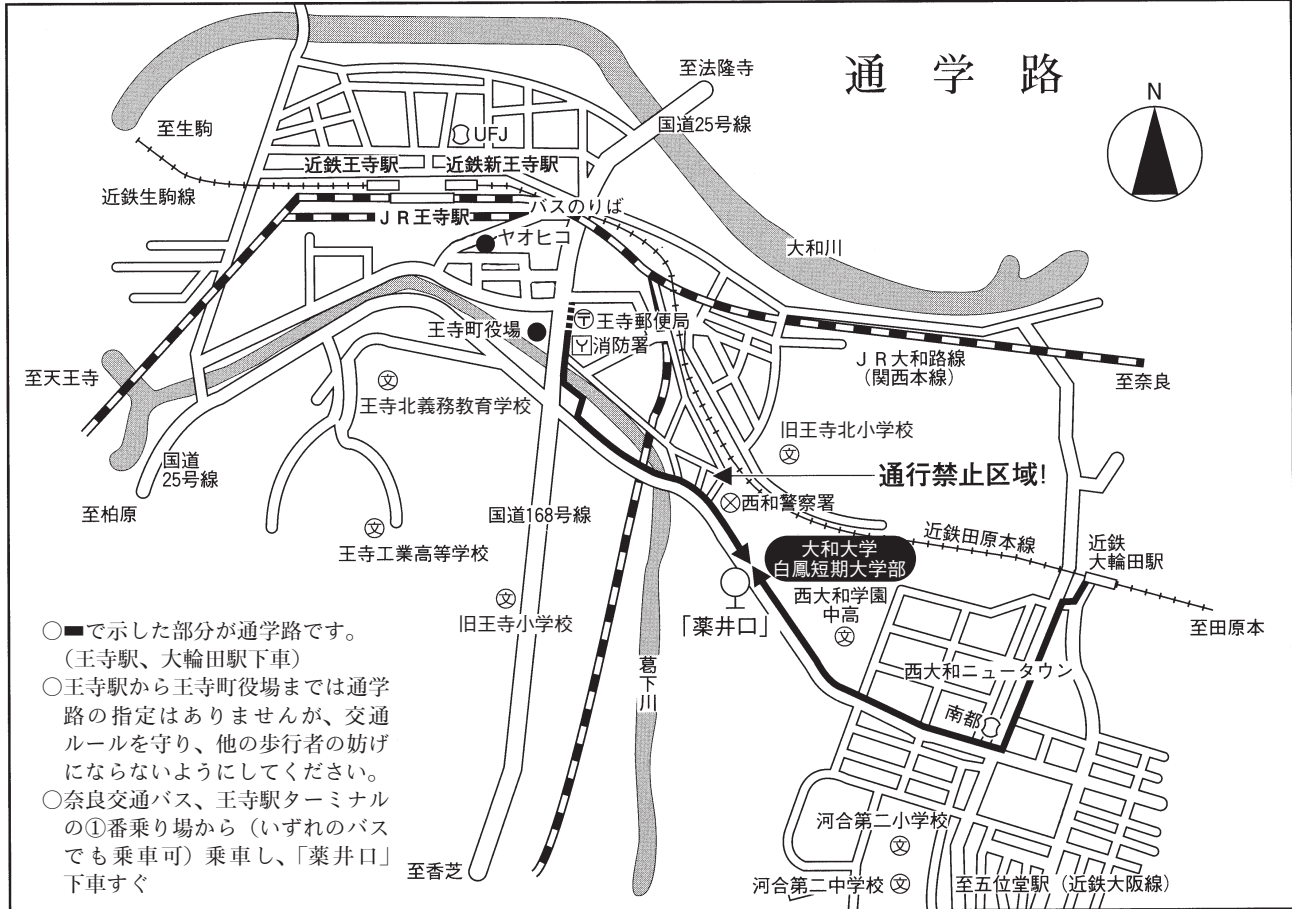 通学路
N
至法隆寺
国道25号線
至生駒
UFJ
近鉄王寺駅
近鉄新王寺駅
近鉄生駒線
バスのりば
JR王寺駅
ヤオヒコ
大和川
王寺町役場
〒王寺郵便局
Y消防署
JR大和路線
(関西本線)
至奈良
至天王寺
文
王寺北義務教育学校
旧王寺北小学校
文
国道
25号線
通行禁止区域!
西和警察署
至柏原
国道168号線
文
王寺工業高等学校
近鉄田原本線
近鉄
大輪田駅
大和大学
白鳳短期大学部
西大和学園
中高
文
「薬井口」
文
旧王寺小学校
至田原本
葛下川
西大和ニュータウン
南都
○━で示した部分が通学路です。
(王寺駅、大輪田駅下車)
○王寺駅から王寺町役場までは通学
路の指定はありませんが、交通
ルールを守り、他の歩行者の妨げ
にならないようにしてください。
○奈良交通バス、王寺駅ターミナル
の①番乗り場から(いずれのバス
でも乗車可)乗車し、「薬井口」
下車すぐ
至香芝
河合第二小学校
文
河合第二中学校 文
至五位堂駅(近鉄大阪線)